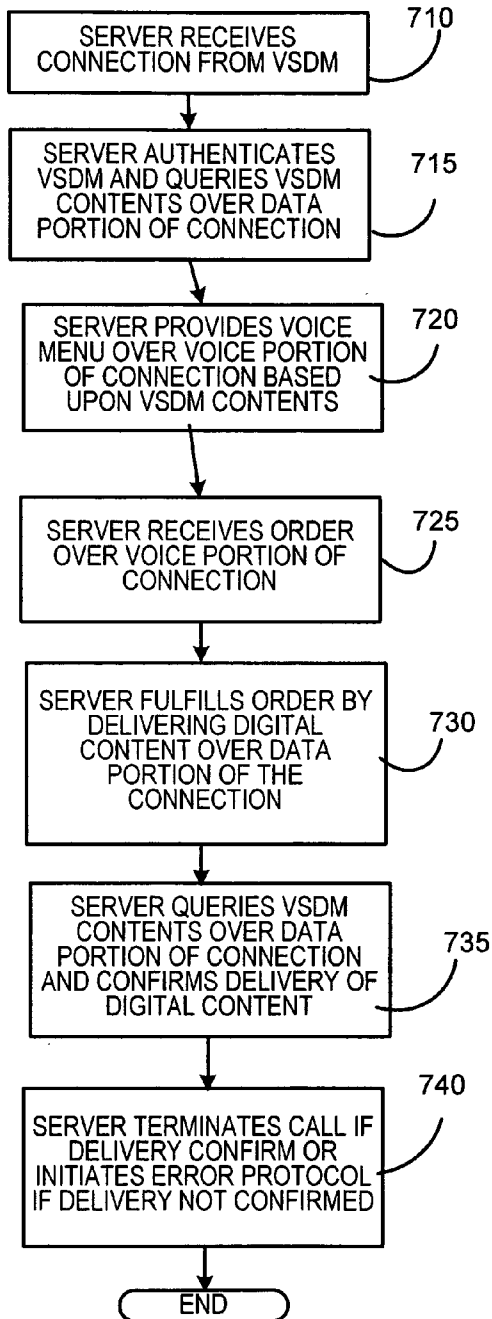 SERVER RECEIVES
CONNECTION FROM VSDM
710
SERVER AUTHENTICATES
VSDM AND QUERIES VSDM
CONTENTS OVER DATA
PORTION OF CONNECTION
715
SERVER PROVIDES VOICE
MENU OVER VOICE PORTION
OF CONNECTION BASED
UPON VSDM CONTENTS
720
SERVER RECEIVES ORDER
OVER VOICE PORTION OF
CONNECTION
725
SERVER FULFILLS ORDER BY
DELIVERING DIGITAL
CONTENT OVER DATA
PORTION OF THE
CONNECTION
730
SERVER QUERIES VSDM
CONTENTS OVER DATA
PORTION OF CONNECTION
AND CONFIRMS DELIVERY OF
DIGITAL CONTENT
735
SERVER TERMINATES CALL IF
DELIVERY CONFIRM OR
INITIATES ERROR PROTOCOL
IF DELIVERY NOT CONFIRMED
740
END